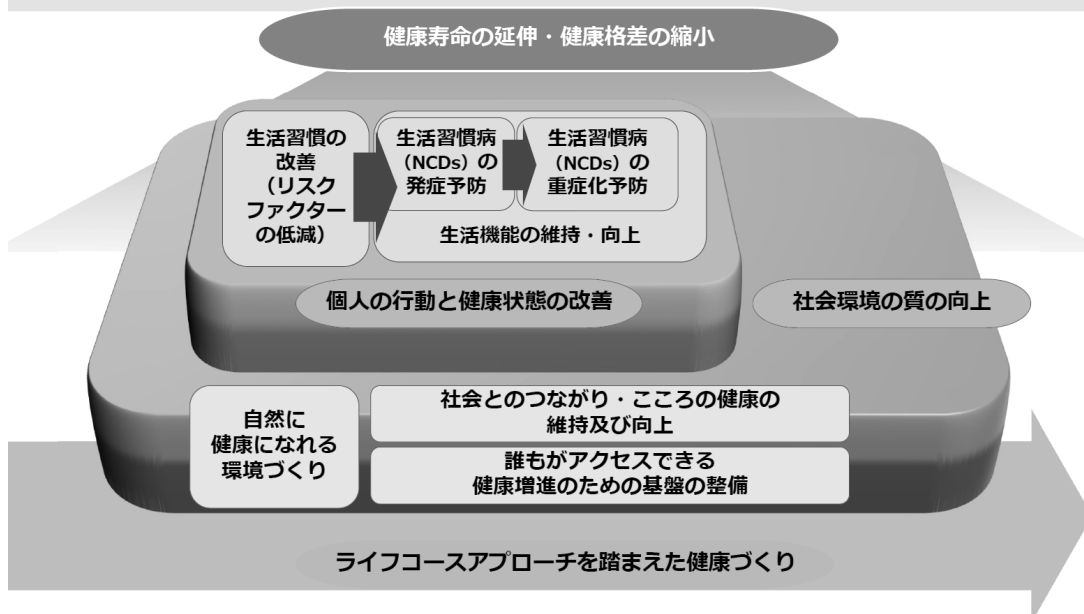 健康寿命の延伸・健康格差の縮小
生活習慣の
改善
（リスク
ファクター
の低減）
生活習慣病
（NCDs）の
発症予防
生活習慣病
（NCDs）の
重症化予防
生活機能の維持・向上
個人の行動と健康状態の改善
社会環境の質の向上
自然に
健康になれる
環境づくり
社会とのつながり・こころの健康の
維持及び向上
誰もがアクセスできる
健康増進のための基盤の整備
ライフコースアプローチを踏まえた健康づくり